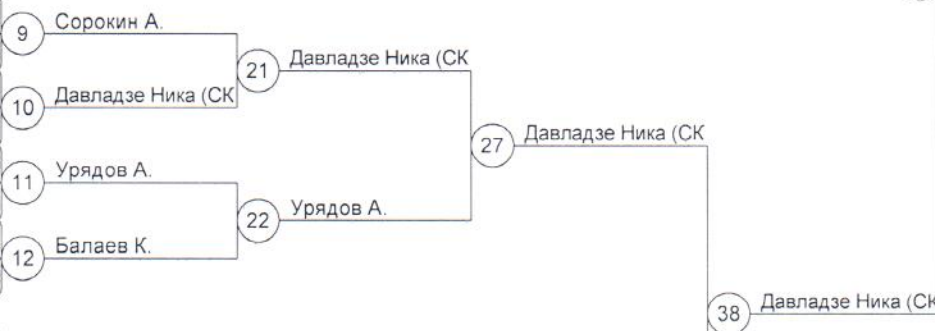 9 Сорокин А.
21 Давладзе Ника (СК
10 Давладзе Ника (СК
27 Давладзе Ника (СК
11 Урядов А.
22 Урядов А.
12 Балаев К.
38 Давладзе Ника (СК